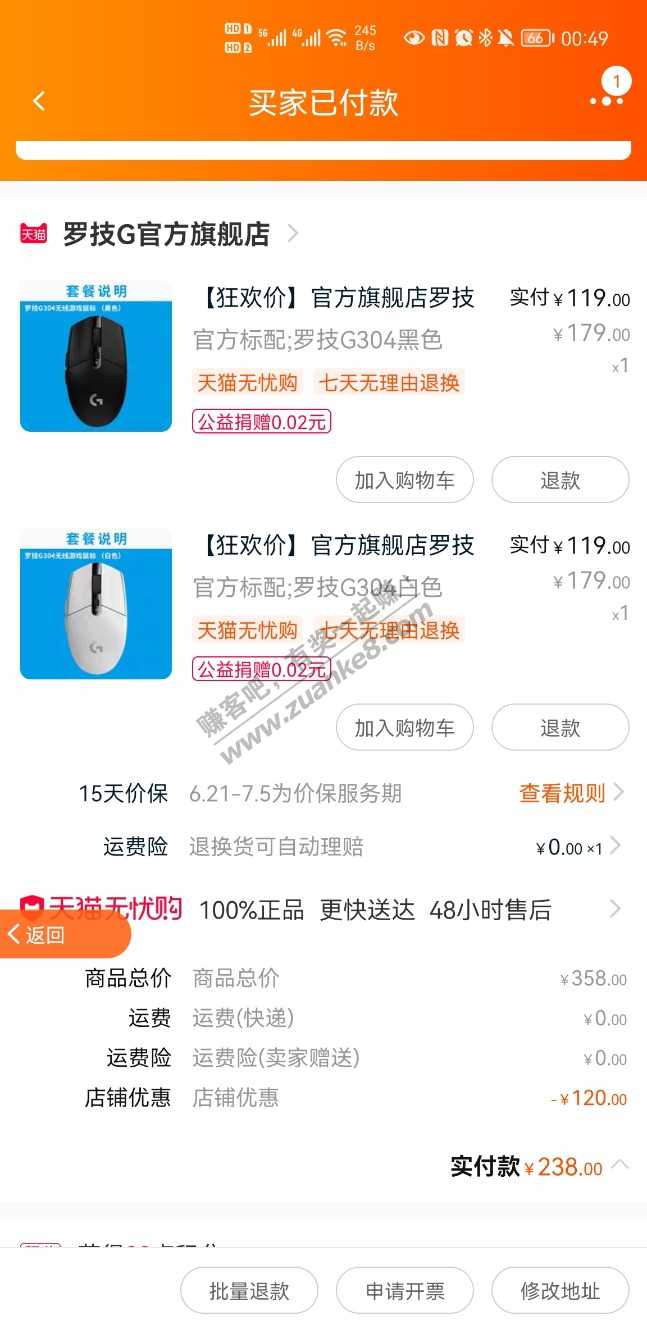 HD 1 5G 4G 245 B/s 66 00:49
HD 2
买家已付款
1
天猫 罗技G官方旗舰店
套餐说明
罗技G304无线游戏鼠标 (黑色)
【狂欢价】官方旗舰店罗技 实付¥119.00
官方标配;罗技G304黑色 ¥179.00
x1
天猫无忧购 七天无理由退换
公益捐赠0.02元
加入购物车 退款
套餐说明
罗技G304无线游戏鼠标 (白色)
【狂欢价】官方旗舰店罗技 实付¥119.00
官方标配;罗技G304白色 ¥179.00
x1
天猫无忧购 七天无理由退换
公益捐赠0.02元
加入购物车 退款
赚客吧，有奖一起赚！
www.zuanke8.com
15天价保 6.21-7.5为价保服务期 查看规则
运费险 退换货可自动理赔 ¥0.00 ×1
天猫无忧购 100%正品 更快送达 48小时售后
返回
商品总价 商品总价 ¥358.00
运费 运费(快递) ¥0.00
运费险 运费险(卖家赠送) ¥0.00
店铺优惠 店铺优惠 -¥120.00
实付款¥238.00
批量退款 申请开票 修改地址